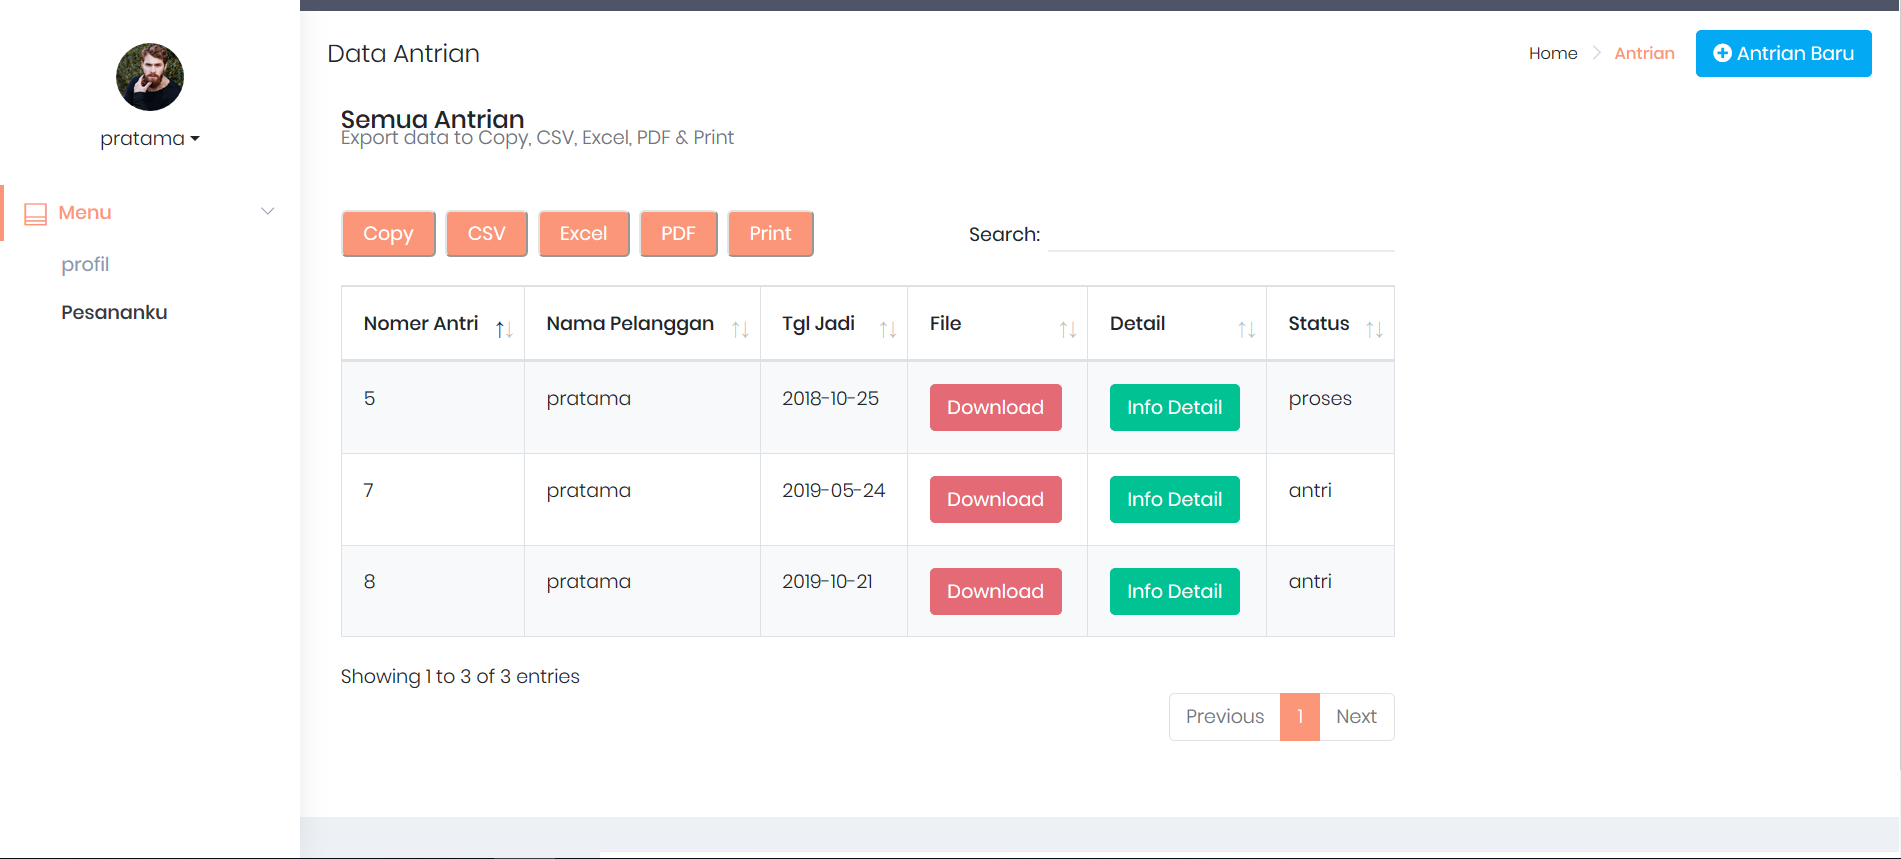 pratama
Menu
profil
Pesananku
Data Antrian
Home
Antrian
Antrian Baru
Semua Antrian
Export data to Copy, CSV, Excel, PDF & Print
Copy CSV Excel PDF Print
Search:
Nomer Antri Nama Pelanggan Tgl Jadi File Detail Status
5 pratama 2018-10-25 Download Info Detail proses
7 pratama 2019-05-24 Download Info Detail antri
8 pratama 2019-10-21 Download Info Detail antri
Showing 1 to 3 of 3 entries
Previous 1 Next